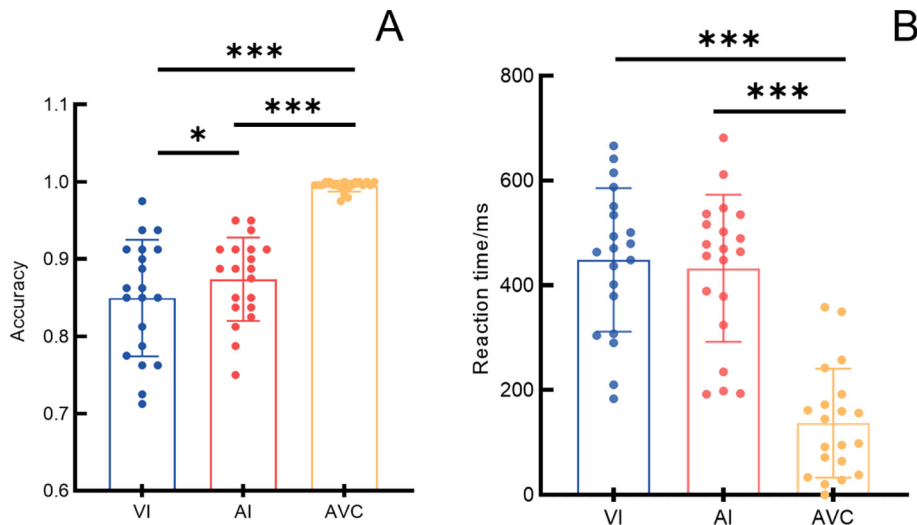 A
***
*
***
1.1
1.0
0.9
0.8
0.7
0.6
Accuracy
VI
AI
AVC
B
***
***
800
600
400
200
0
Reaction time/ms
VI
AI
AVC